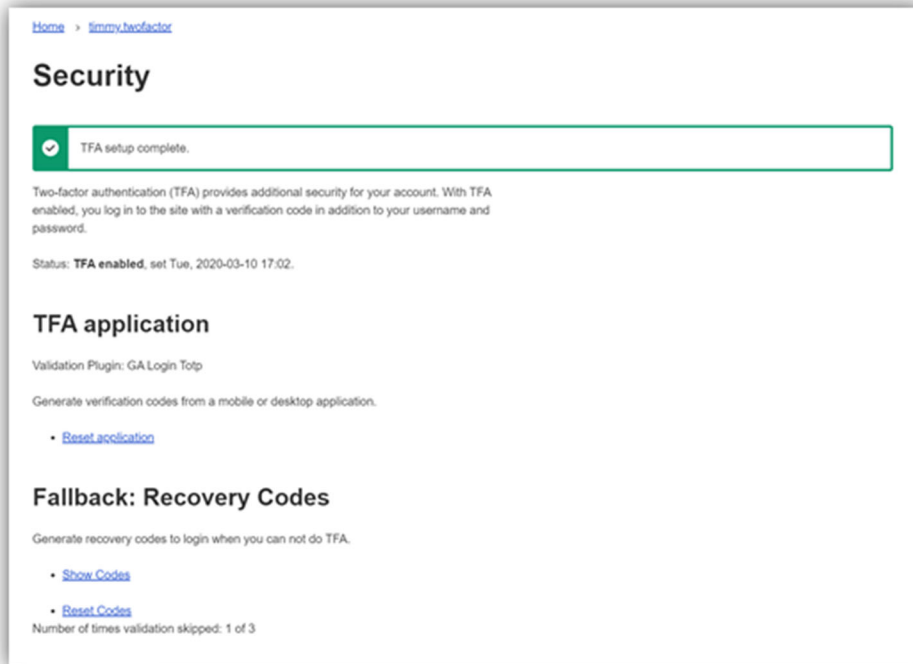 Home › timmy.twofactor
Security
TFA setup complete.
Two-factor authentication (TFA) provides additional security for your account. With TFA
enabled, you log in to the site with a verification code in addition to your username and
password.
Status: TFA enabled, set Tue, 2020-03-10 17:02.
TFA application
Validation Plugin: GA Login Totp
Generate verification codes from a mobile or desktop application.
• Reset application
Fallback: Recovery Codes
Generate recovery codes to login when you can not do TFA.
• Show Codes
• Reset Codes
Number of times validation skipped: 1 of 3